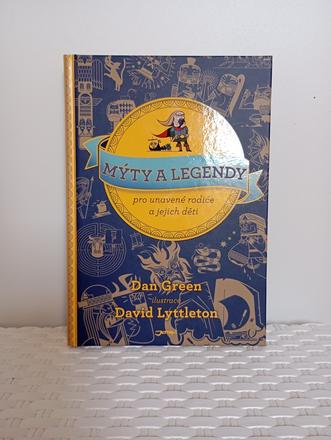 MÝTY A LEGENDY
pro unavené rodiče
a jejich děti
Dan Green
ilustrace
David Lyttleton